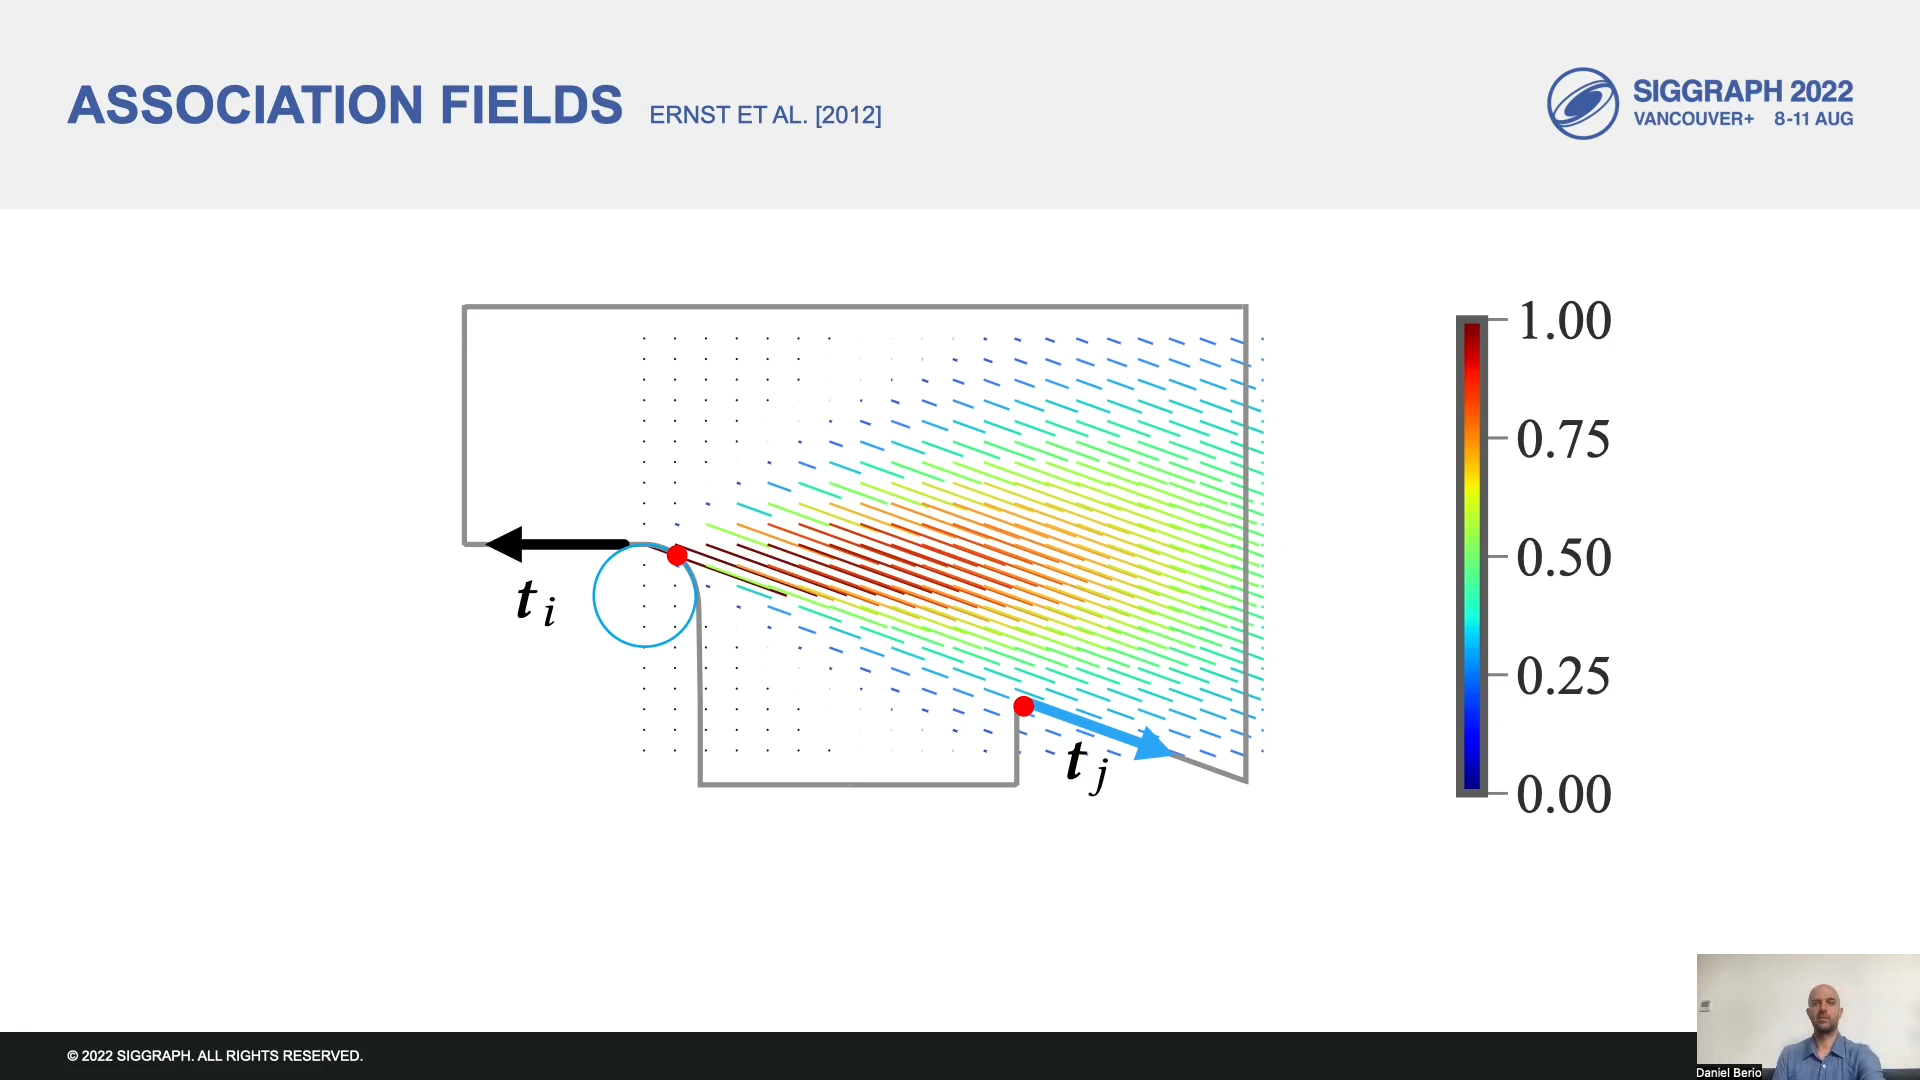 ASSOCIATION FIELDS ERNST ET AL. [2012]
SIGGRAPH 2022
VANCOUVER+ 8-11 AUG
1.00
0.75
0.50
0.25
0.00
t i
t j
© 2022 SIGGRAPH. ALL RIGHTS RESERVED.
Daniel Berio